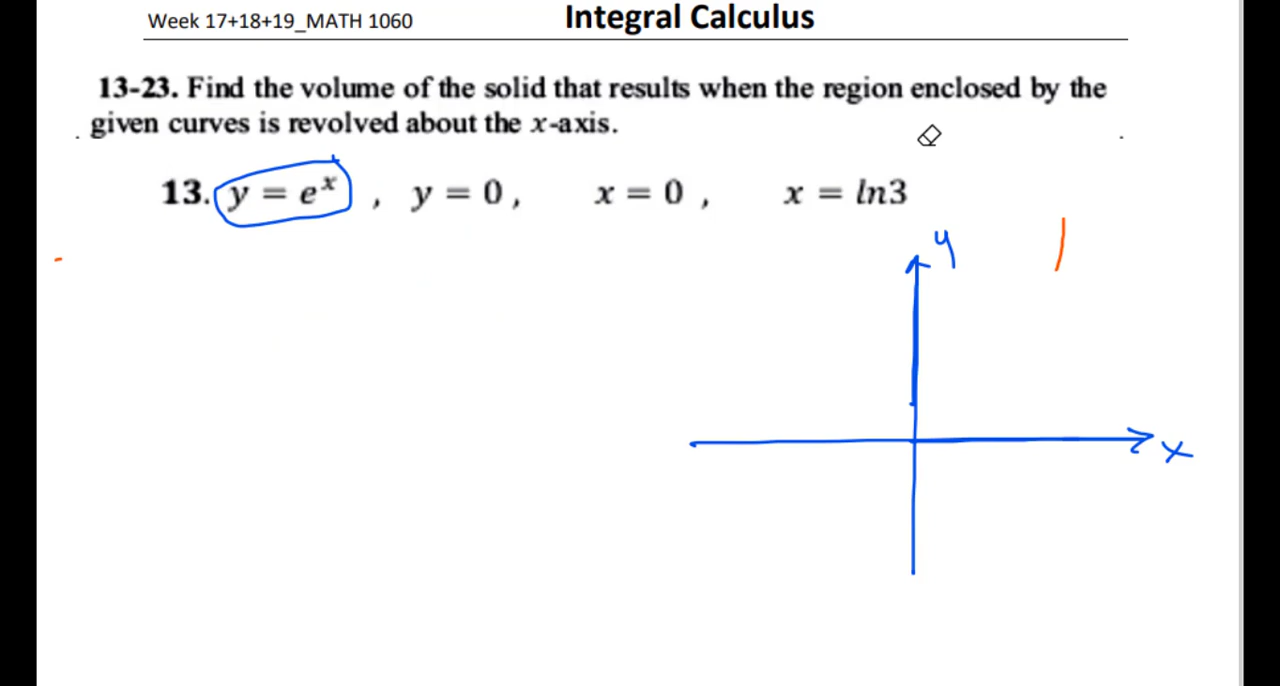 Week 17+18+19_MATH 1060
Integral Calculus
13-23. Find the volume of the solid that results when the region enclosed by the
given curves is revolved about the x-axis.
13. y = eˣ , y = 0 , x = 0 , x = ln3
y
x